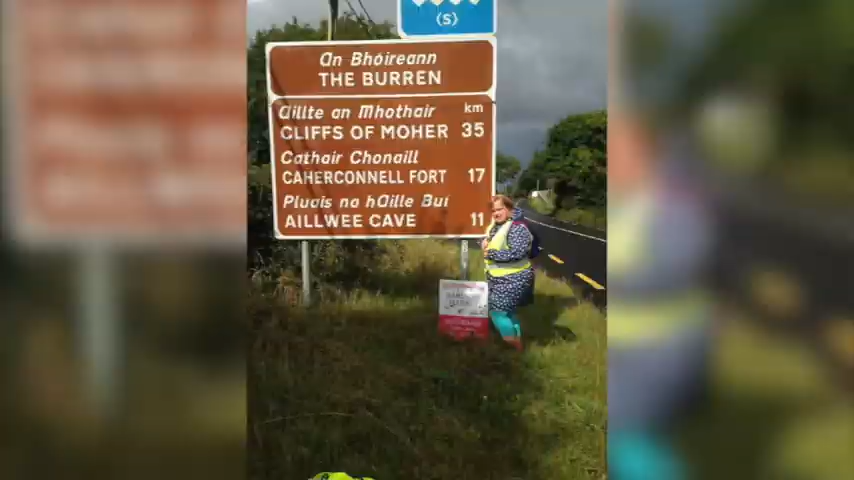 (S)
An Bhoireann
THE BURREN
Aillte an Mhothair km
CLIFFS OF MOHER 35
Cathair Chonaill
CAHERCONNELL FORT 17
Pluais na hAille Buí
AILLWEE CAVE 11